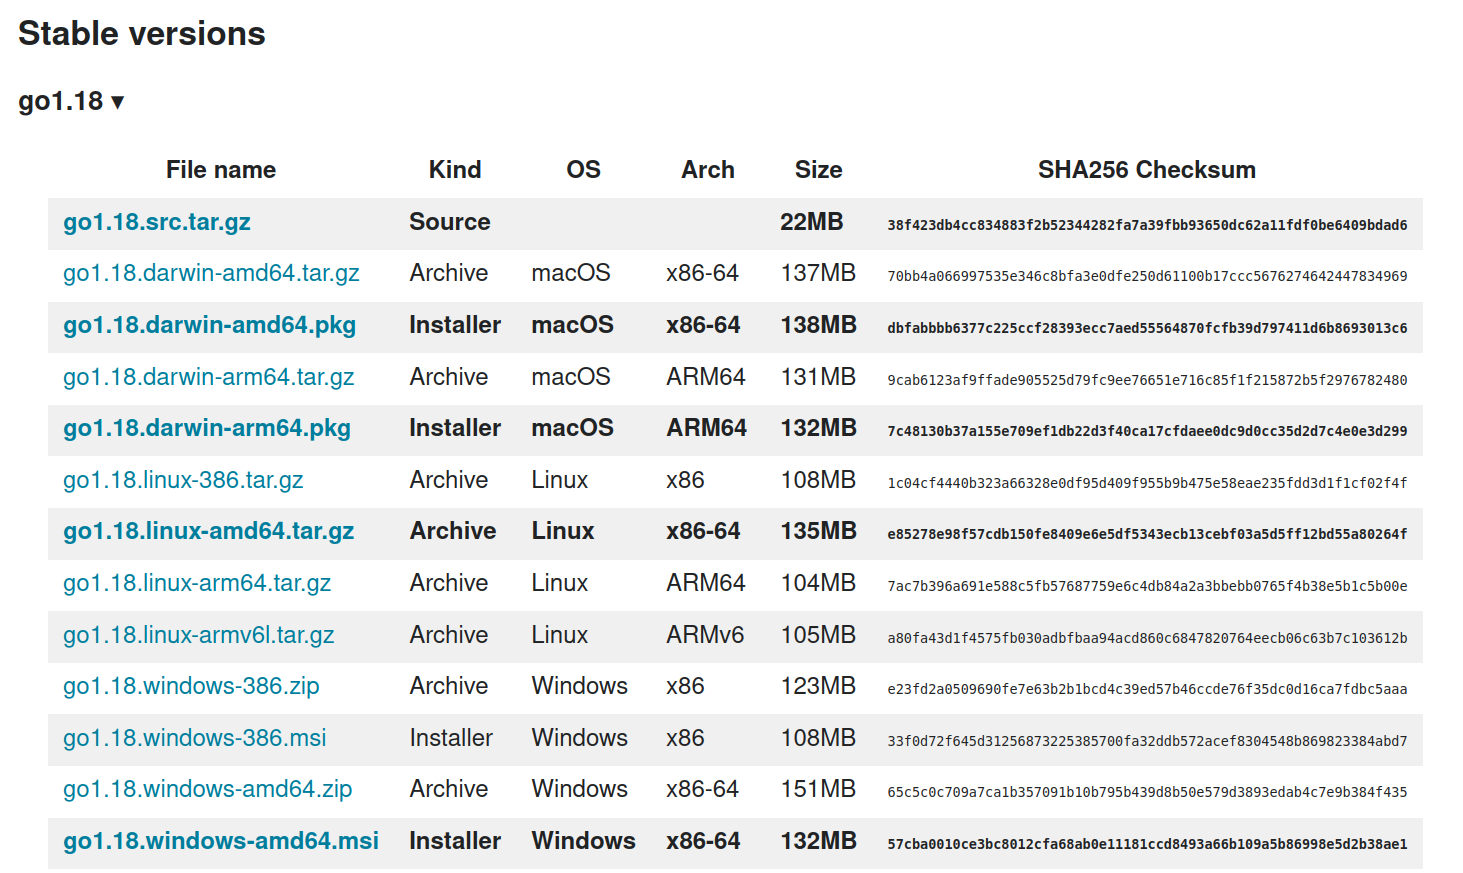 Stable versions
go1.18 ▾
File name Kind OS Arch Size SHA256 Checksum
go1.18.src.tar.gz Source 22MB 38f423db4cc834883f2b52344282fa7a39fbb93650dc62a11fdf0be6409bdad6
go1.18.darwin-amd64.tar.gz Archive macOS x86-64 137MB 70bb4a066997535e346c8bfa3e0dfe250d61100b17ccc5676274642447834969
go1.18.darwin-amd64.pkg Installer macOS x86-64 138MB dbfabbbb6377c225ccf28393ecc7aed55564870fcfb39d797411d6b8693013c6
go1.18.darwin-arm64.tar.gz Archive macOS ARM64 131MB 9cab6123af9ffade905525d79fc9ee76651e716c85f1f215872b5f2976782480
go1.18.darwin-arm64.pkg Installer macOS ARM64 132MB 7c48130b37a155e709ef1db22d3f40ca17cfdaee0dc9d0cc35d2d7c4e0e3d299
go1.18.linux-386.tar.gz Archive Linux x86 108MB 1c04cf4440b323a66328e0df95d409f955b9b475e58eae235fdd3d1f1cf02f4f
go1.18.linux-amd64.tar.gz Archive Linux x86-64 135MB e85278e98f57cdb150fe8409e6e5df5343ecb13cebf03a5d5ff12bd55a80264f
go1.18.linux-arm64.tar.gz Archive Linux ARM64 104MB 7ac7b396a691e588c5fb57687759e6c4db84a2a3bbebb0765f4b38e5b1c5b00e
go1.18.linux-armv6l.tar.gz Archive Linux ARMv6 105MB a80fa43d1f4575fb030adbfbaa94acd860c6847820764eecb06c63b7c103612b
go1.18.windows-386.zip Archive Windows x86 123MB e23fd2a0509690fe7e63b2b1bcd4c39ed57b46ccde76f35dc0d16ca7fdbc5aaa
go1.18.windows-386.msi Installer Windows x86 108MB 33f0d72f645d31256873225385700fa32ddb572acef8304548b869823384abd7
go1.18.windows-amd64.zip Archive Windows x86-64 151MB 65c5c0c709a7ca1b357091b10b795b439d8b50e579d3893edab4c7e9b384f435
go1.18.windows-amd64.msi Installer Windows x86-64 132MB 57cba0010ce3bc8012cfa68ab0e11181ccd8493a66b109a5b86998e5d2b38ae1